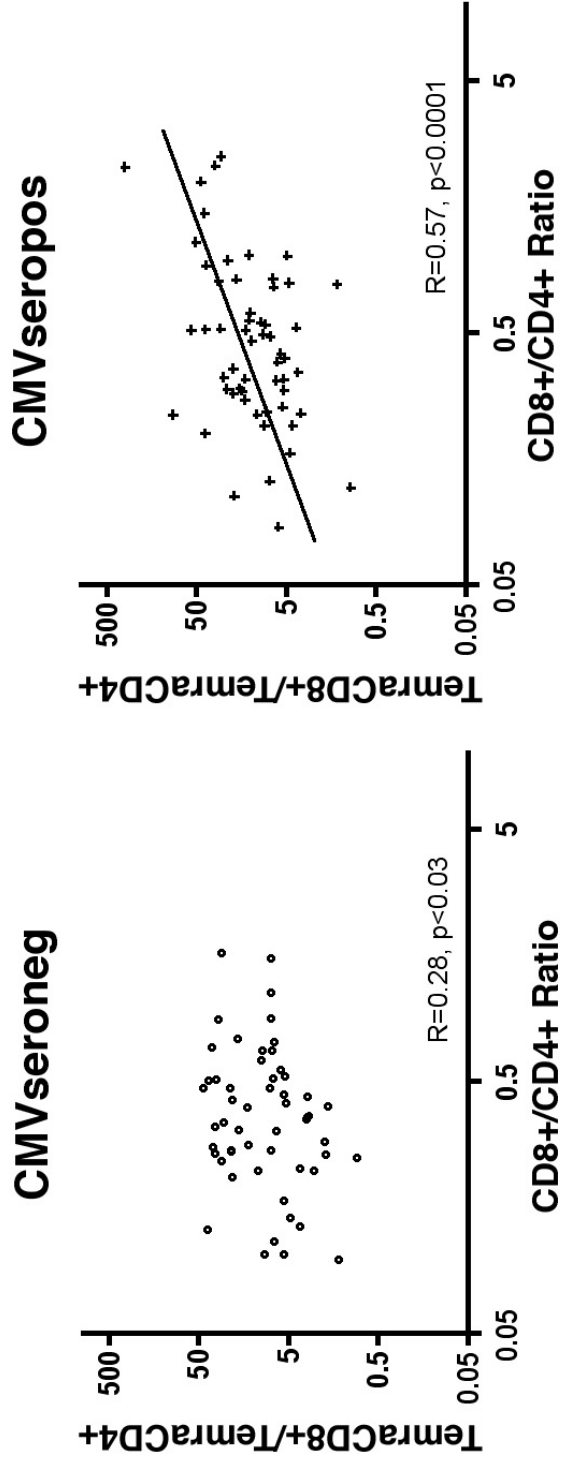 CMVseroneg
TemraCD8+/TemraCD4+
500
50
5
0.5
0.05
R=0.28, p<0.03
0.05
0.5
5
CD8+/CD4+ Ratio
CMVseropos
TemraCD8+/TemraCD4+
500
50
5
0.5
0.05
R=0.57, p<0.0001
0.05
0.5
5
CD8+/CD4+ Ratio